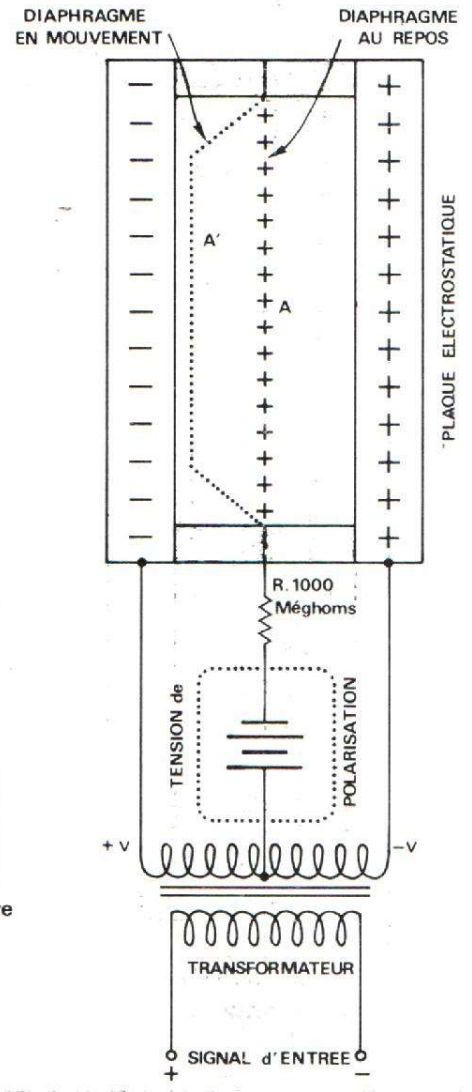 DIAPHRAGME
EN MOUVEMENT
DIAPHRAGME
AU REPOS
A'
A
PLAQUE ELECTROSTATIQUE
R.1000
Méghoms
TENSION de
POLARISATION
+ V
-V
TRANSFORMATEUR
SIGNAL d'ENTREE
+
-